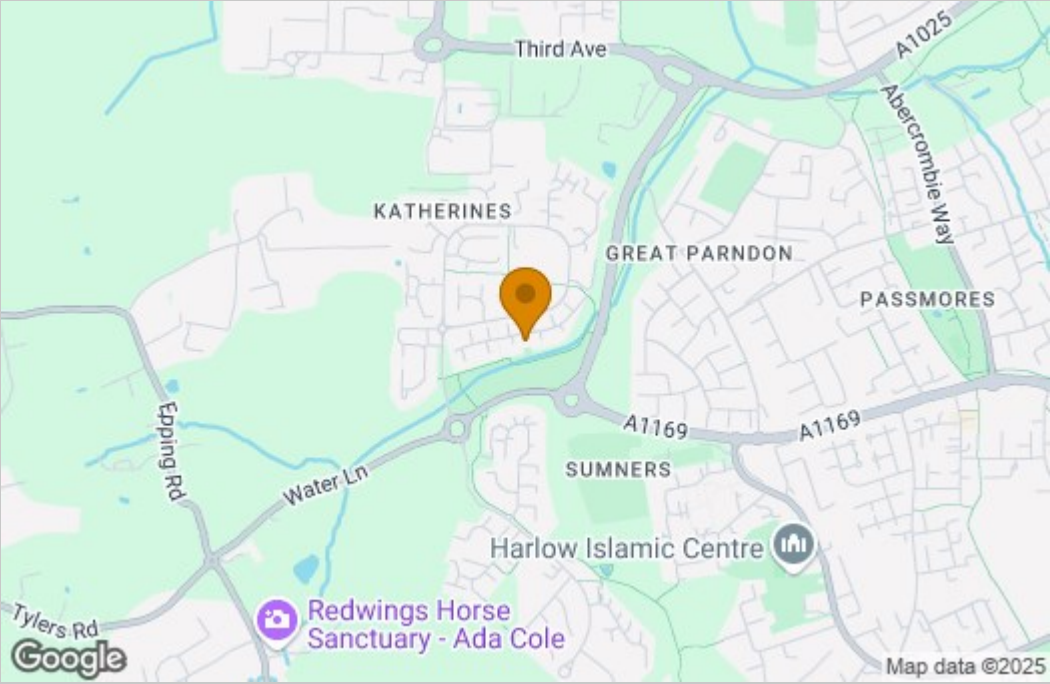 Third Ave
A1025
Abercrombie Way
KATHERINES
GREAT PARNDON
PASSMORES
Epping Rd
A1169
A1169
SUMNERS
Water Ln
Harlow Islamic Centre
Redwings Horse
Sanctuary - Ada Cole
Tylers Rd
Google
Map data ©2025